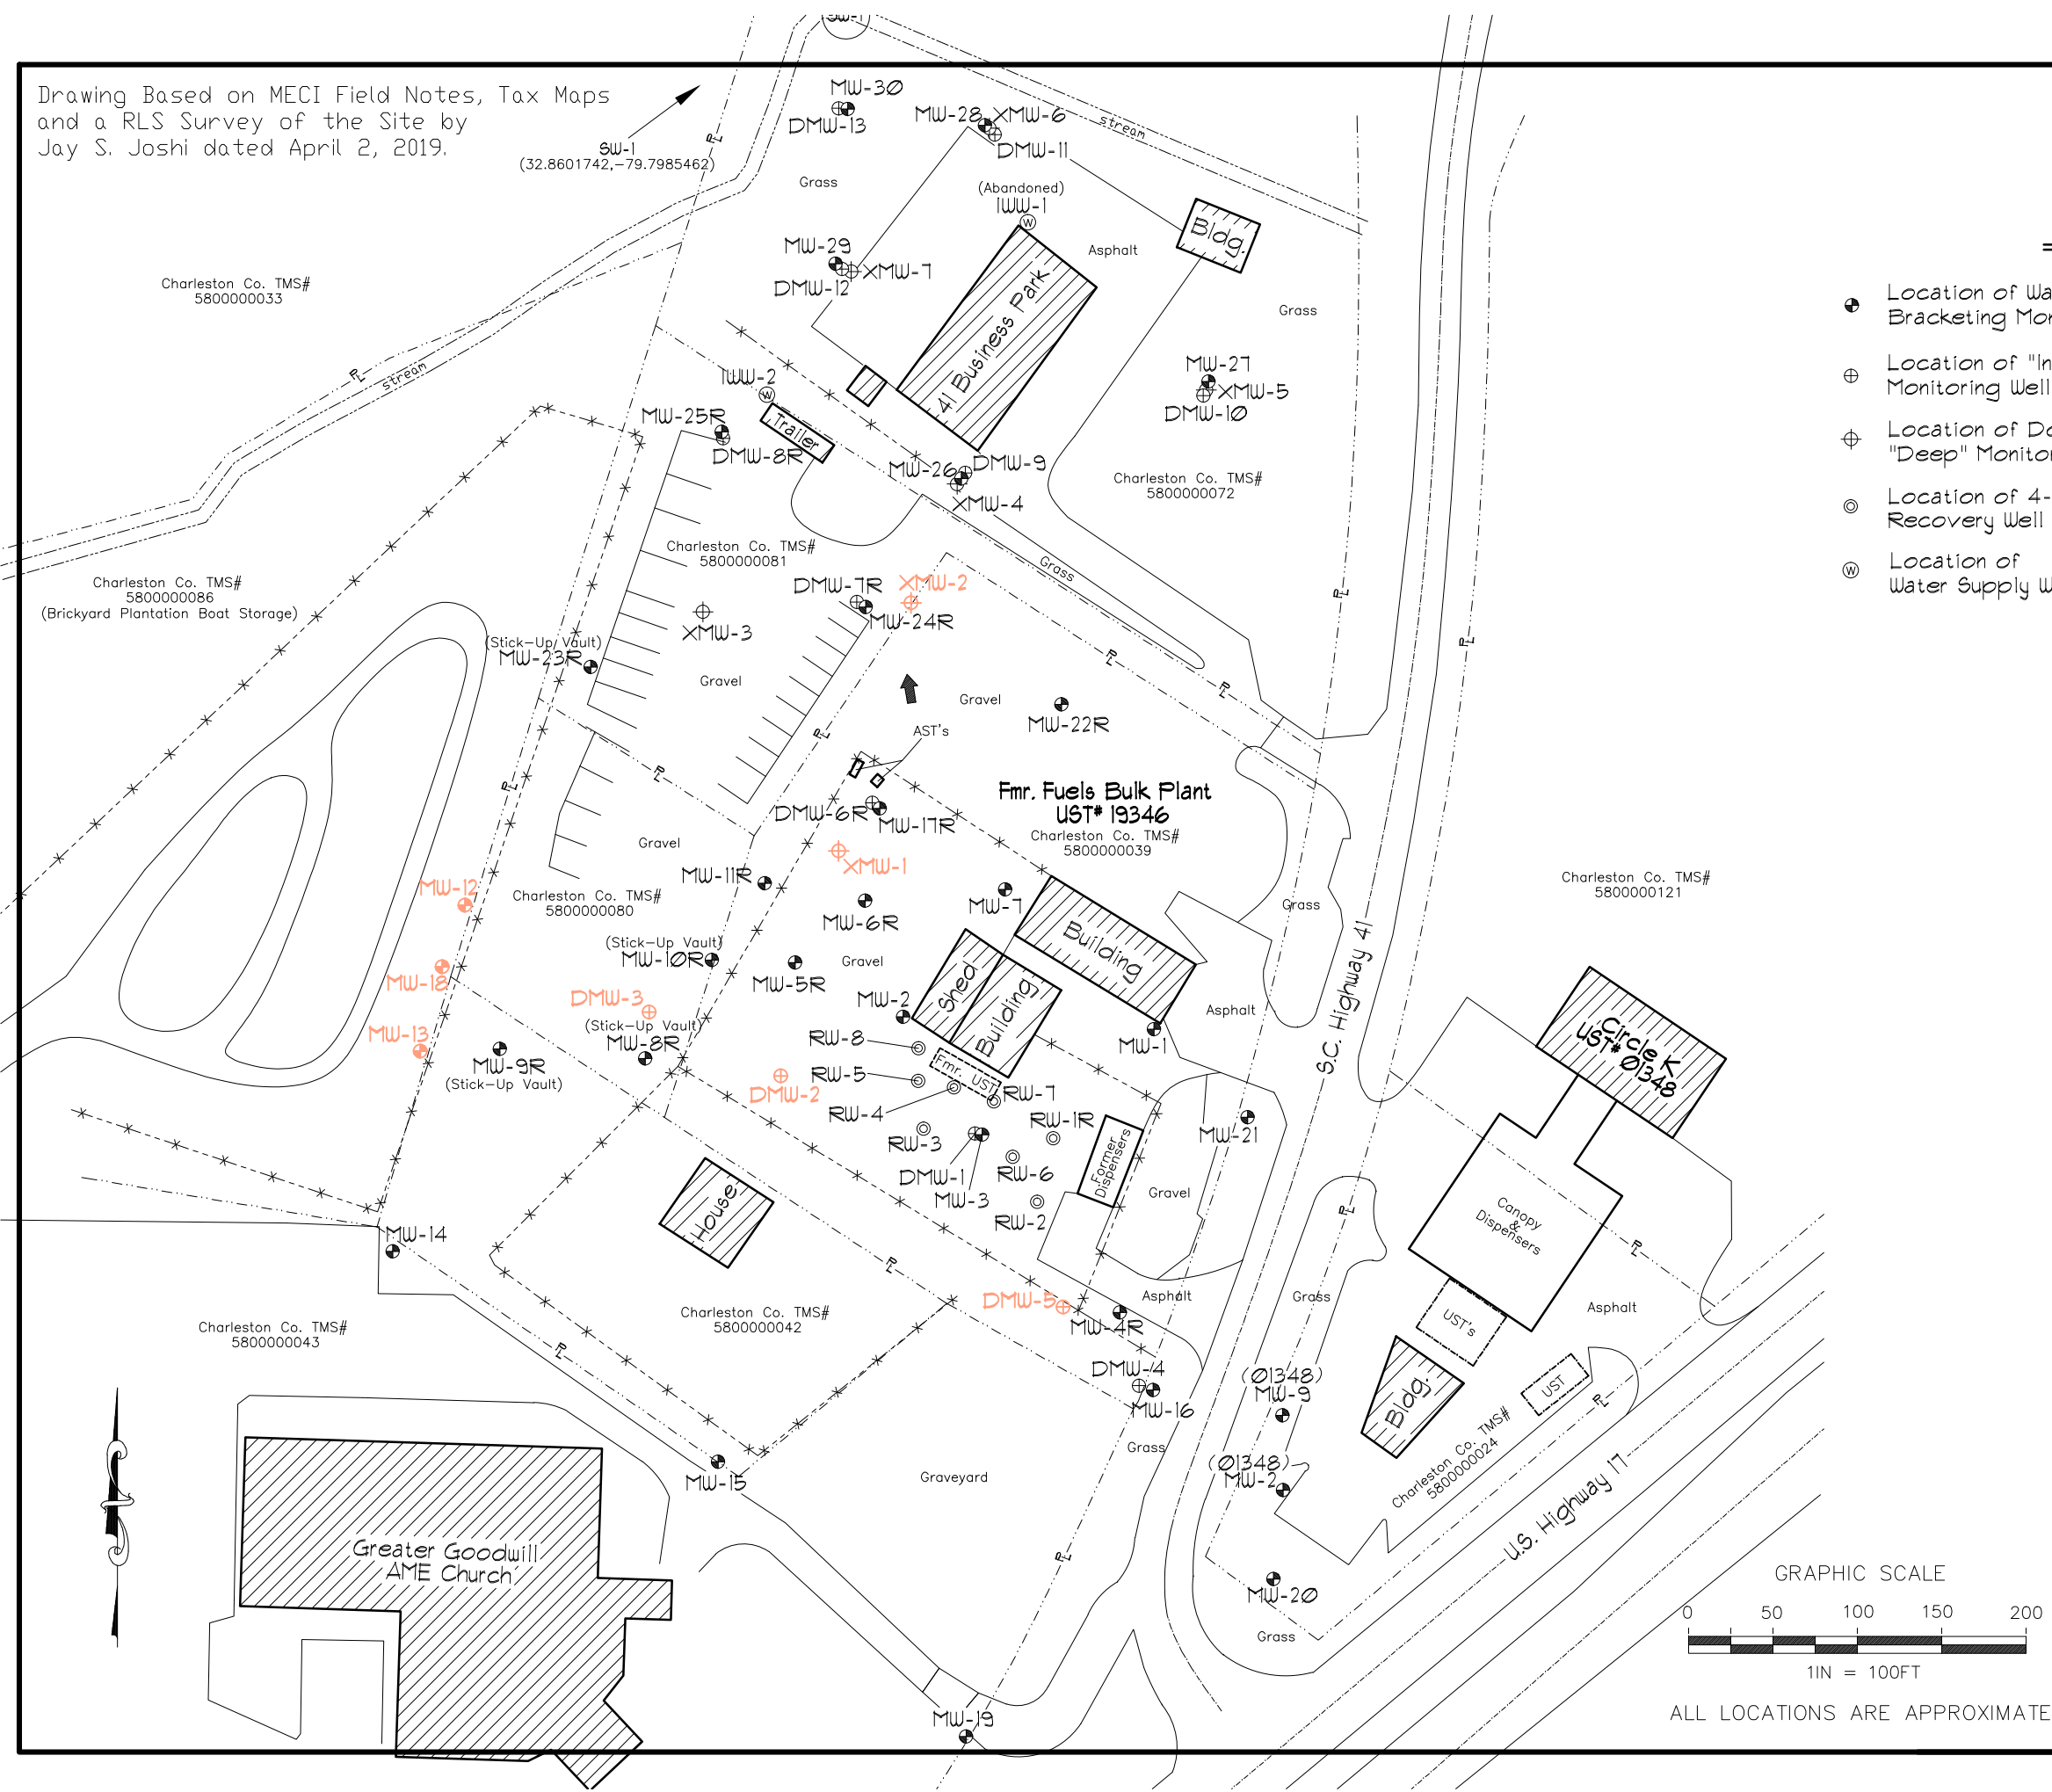 SW-1
Drawing Based on MECI Field Notes, Tax Maps
and a RLS Survey of the Site by
Jay S. Joshi dated April 2, 2019.
SW-1
(32.8601742,-79.7985462)
MW-30
DMW-13
MW-28
XMW-6
DMW-11
stream
Grass
(Abandoned)
IWW-1
W
Asphalt
Bldg.
MW-29
XMW-7
DMW-12
41 Business Park
Grass
Charleston Co. TMS#
5800000033
stream
IWW-2
W
Trailer
MW-25R
DMW-8R
MW-27
XMW-5
DMW-10
MW-26
DMW-9
XMW-4
Charleston Co. TMS#
5800000072
Location of Wa
Bracketing Mon
Location of "In
Monitoring Well
Location of De
"Deep" Monitor
Location of 4-
Recovery Well
W
Location of
Water Supply W
Charleston Co. TMS#
5800000086
(Brickyard Plantation Boat Storage)
Charleston Co. TMS#
5800000081
Grass
DMW-7R
XMW-2
MW-24R
XMW-3
(Stick-Up Vault)
MW-23R
Gravel
Gravel
MW-22R
AST's
DMW-6R
MW-17R
Fmr. Fuels Bulk Plant
UST# 19346
Charleston Co. TMS#
5800000039
XMW-1
Gravel
MW-11R
MW-12
Charleston Co. TMS#
5800000080
MW-6R
MW-7
Grass
Charleston Co. TMS#
5800000121
(Stick-Up Vault)
MW-10R
Gravel
MW-5R
MW-18
DMW-3
(Stick-Up Vault)
MW-8R
MW-2
Shed
Building
Building
Asphalt
MW-1
S.C. Highway 41
Circle K
UST# 01348
MW-13
MW-9R
(Stick-Up Vault)
DMW-2
RW-8
RW-5
RW-4
Fmr. UST
RW-7
RW-1R
RW-3
DMW-1
MW-3
RW-6
RW-2
Former
Dispensers
MW-21
Gravel
Canopy
&
Dispensers
House
MW-14
Charleston Co. TMS#
5800000043
Charleston Co. TMS#
5800000042
DMW-5
MW-4R
Asphalt
Grass
UST's
Asphalt
DMW-4
MW-16
(01348)
MW-9
Bldg.
UST
Grass
(01348)
MW-2
Charleston Co. TMS#
5800000024
MW-15
Graveyard
U.S. Highway 17
Greater Goodwill
AME Church
MW-20
Grass
MW-19
GRAPHIC SCALE
0 50 100 150 200
1IN = 100FT
ALL LOCATIONS ARE APPROXIMATE